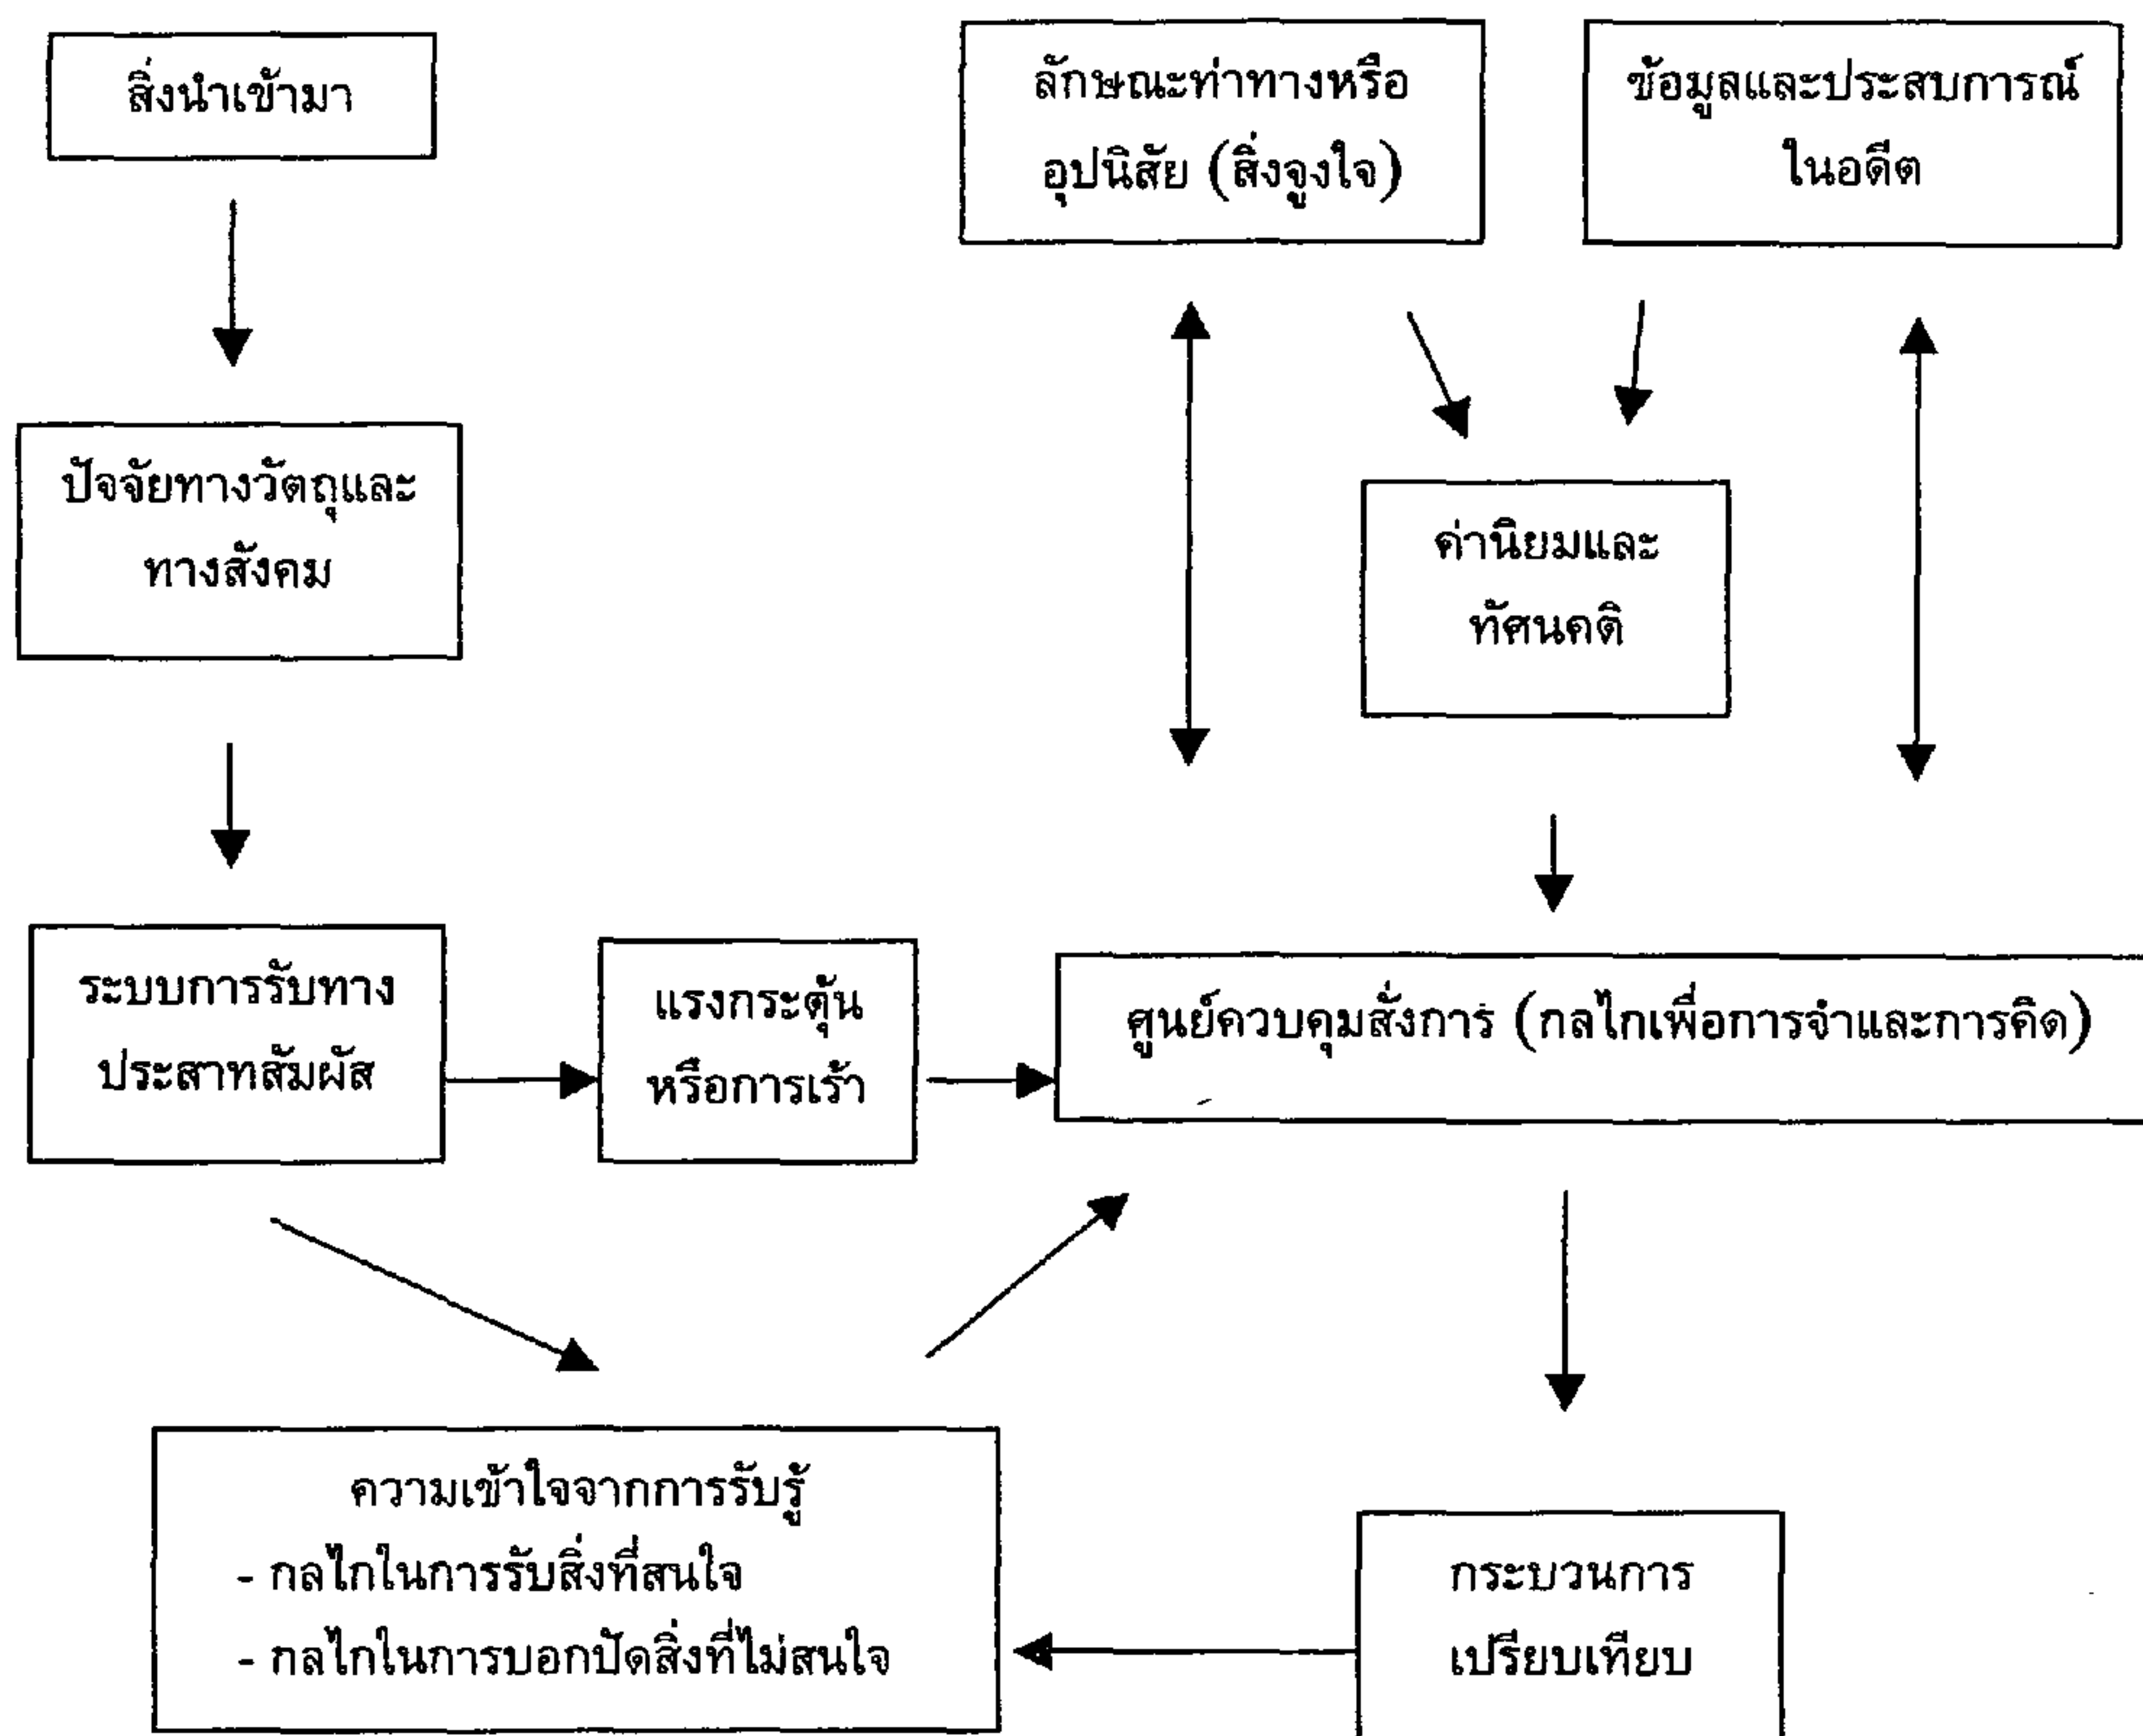 สิ่งนำเข้ามา
ลักษณะท่าทางหรือ
อุปนิสัย (สิ่งจูงใจ)
ข้อมูลและประสบการณ์
ในอดีต
ปัจจัยทางวัตถุและ
ทางสังคม
ค่านิยมและ
ทัศนคติ
ระบบการรับทาง
ประสาทสัมผัส
แรงกระตุ้น
หรือการเร้า
ศูนย์ควบคุมสั่งการ (กลไกเพื่อการจำและการคิด)
ความเข้าใจจากการรับรู้
- กลไกในการรับสิ่งที่สนใจ
- กลไกในการบอกปัดสิ่งที่ไม่สนใจ
กระบวนการ
เปรียบเทียบ